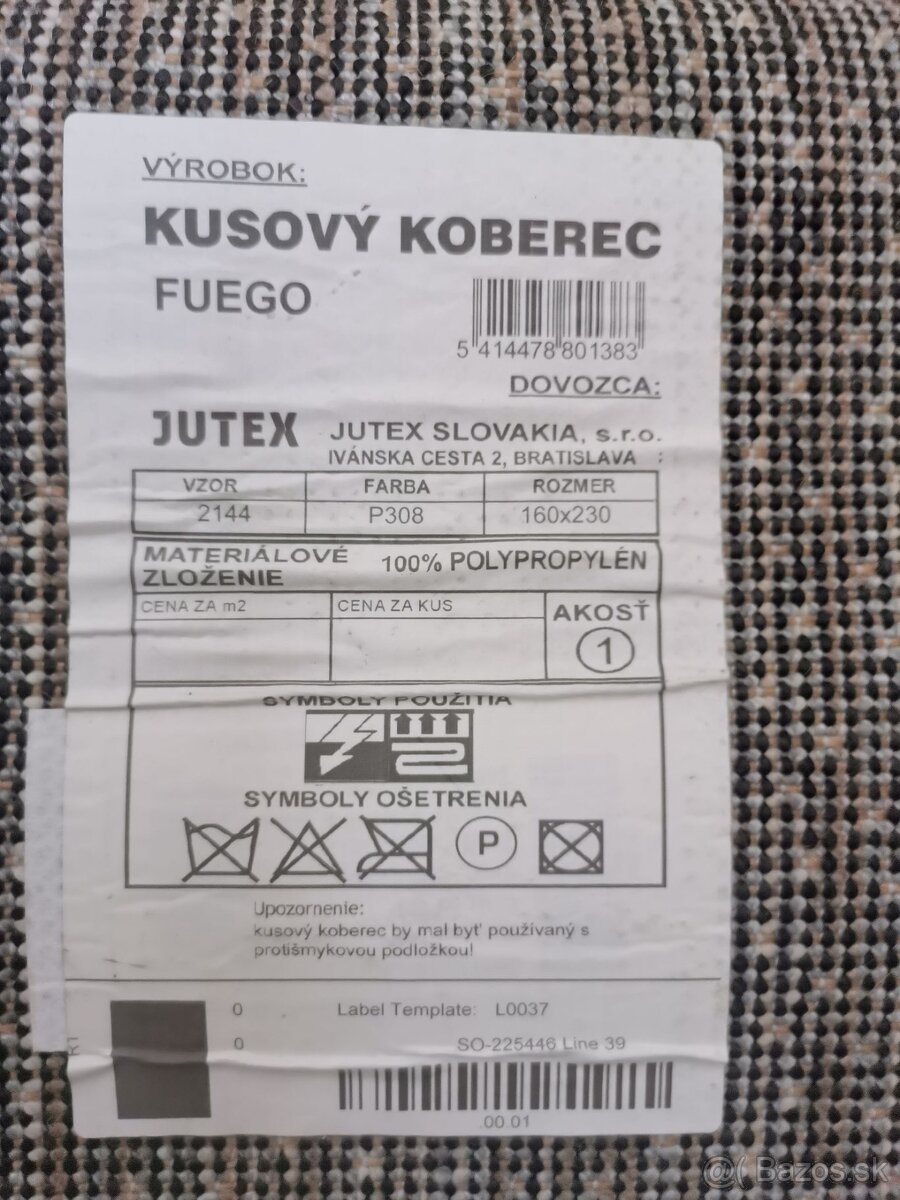 VÝROBOK:
KUSOVÝ KOBEREC
FUEGO
5 414478 801383
DOVOZCA:
JUTEX JUTEX SLOVAKIA, s.r.o.
IVÁNSKA CESTA 2, BRATISLAVA :
VZOR FARBA ROZMER
2144 P308 160x230
MATERIÁLOVÉ ZLOŽENIE 100% POLYPROPYLÉN
CENA ZA m2 CENA ZA KUS AKOSŤ
1
SYMBOLY POUŽITIA
SYMBOLY OŠETRENIA
P
Upozornenie:
kusový koberec by mal byť používaný s
protišmykovou podložkou!
0 Label Template: L0037
0 SO-225446 Line 39
.00.01
@( Bazos.sk